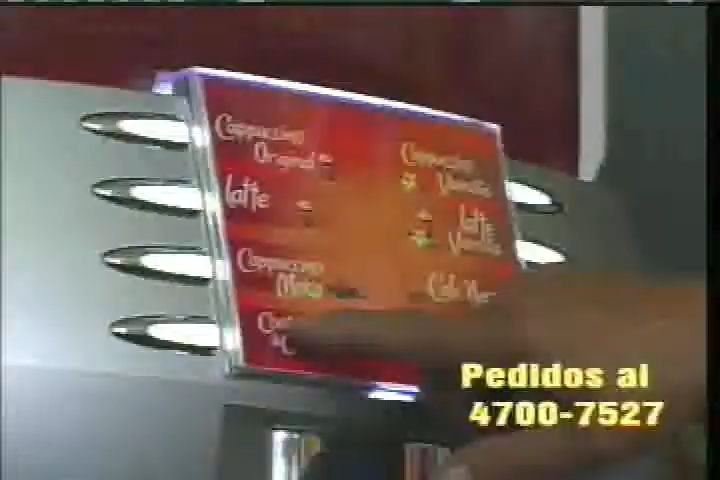 Cappuccino
Original
Latte
Cappuccino
Moka
Cappuccino
Vainilla
Latte
Vainilla
Pedidos al
4700-7527